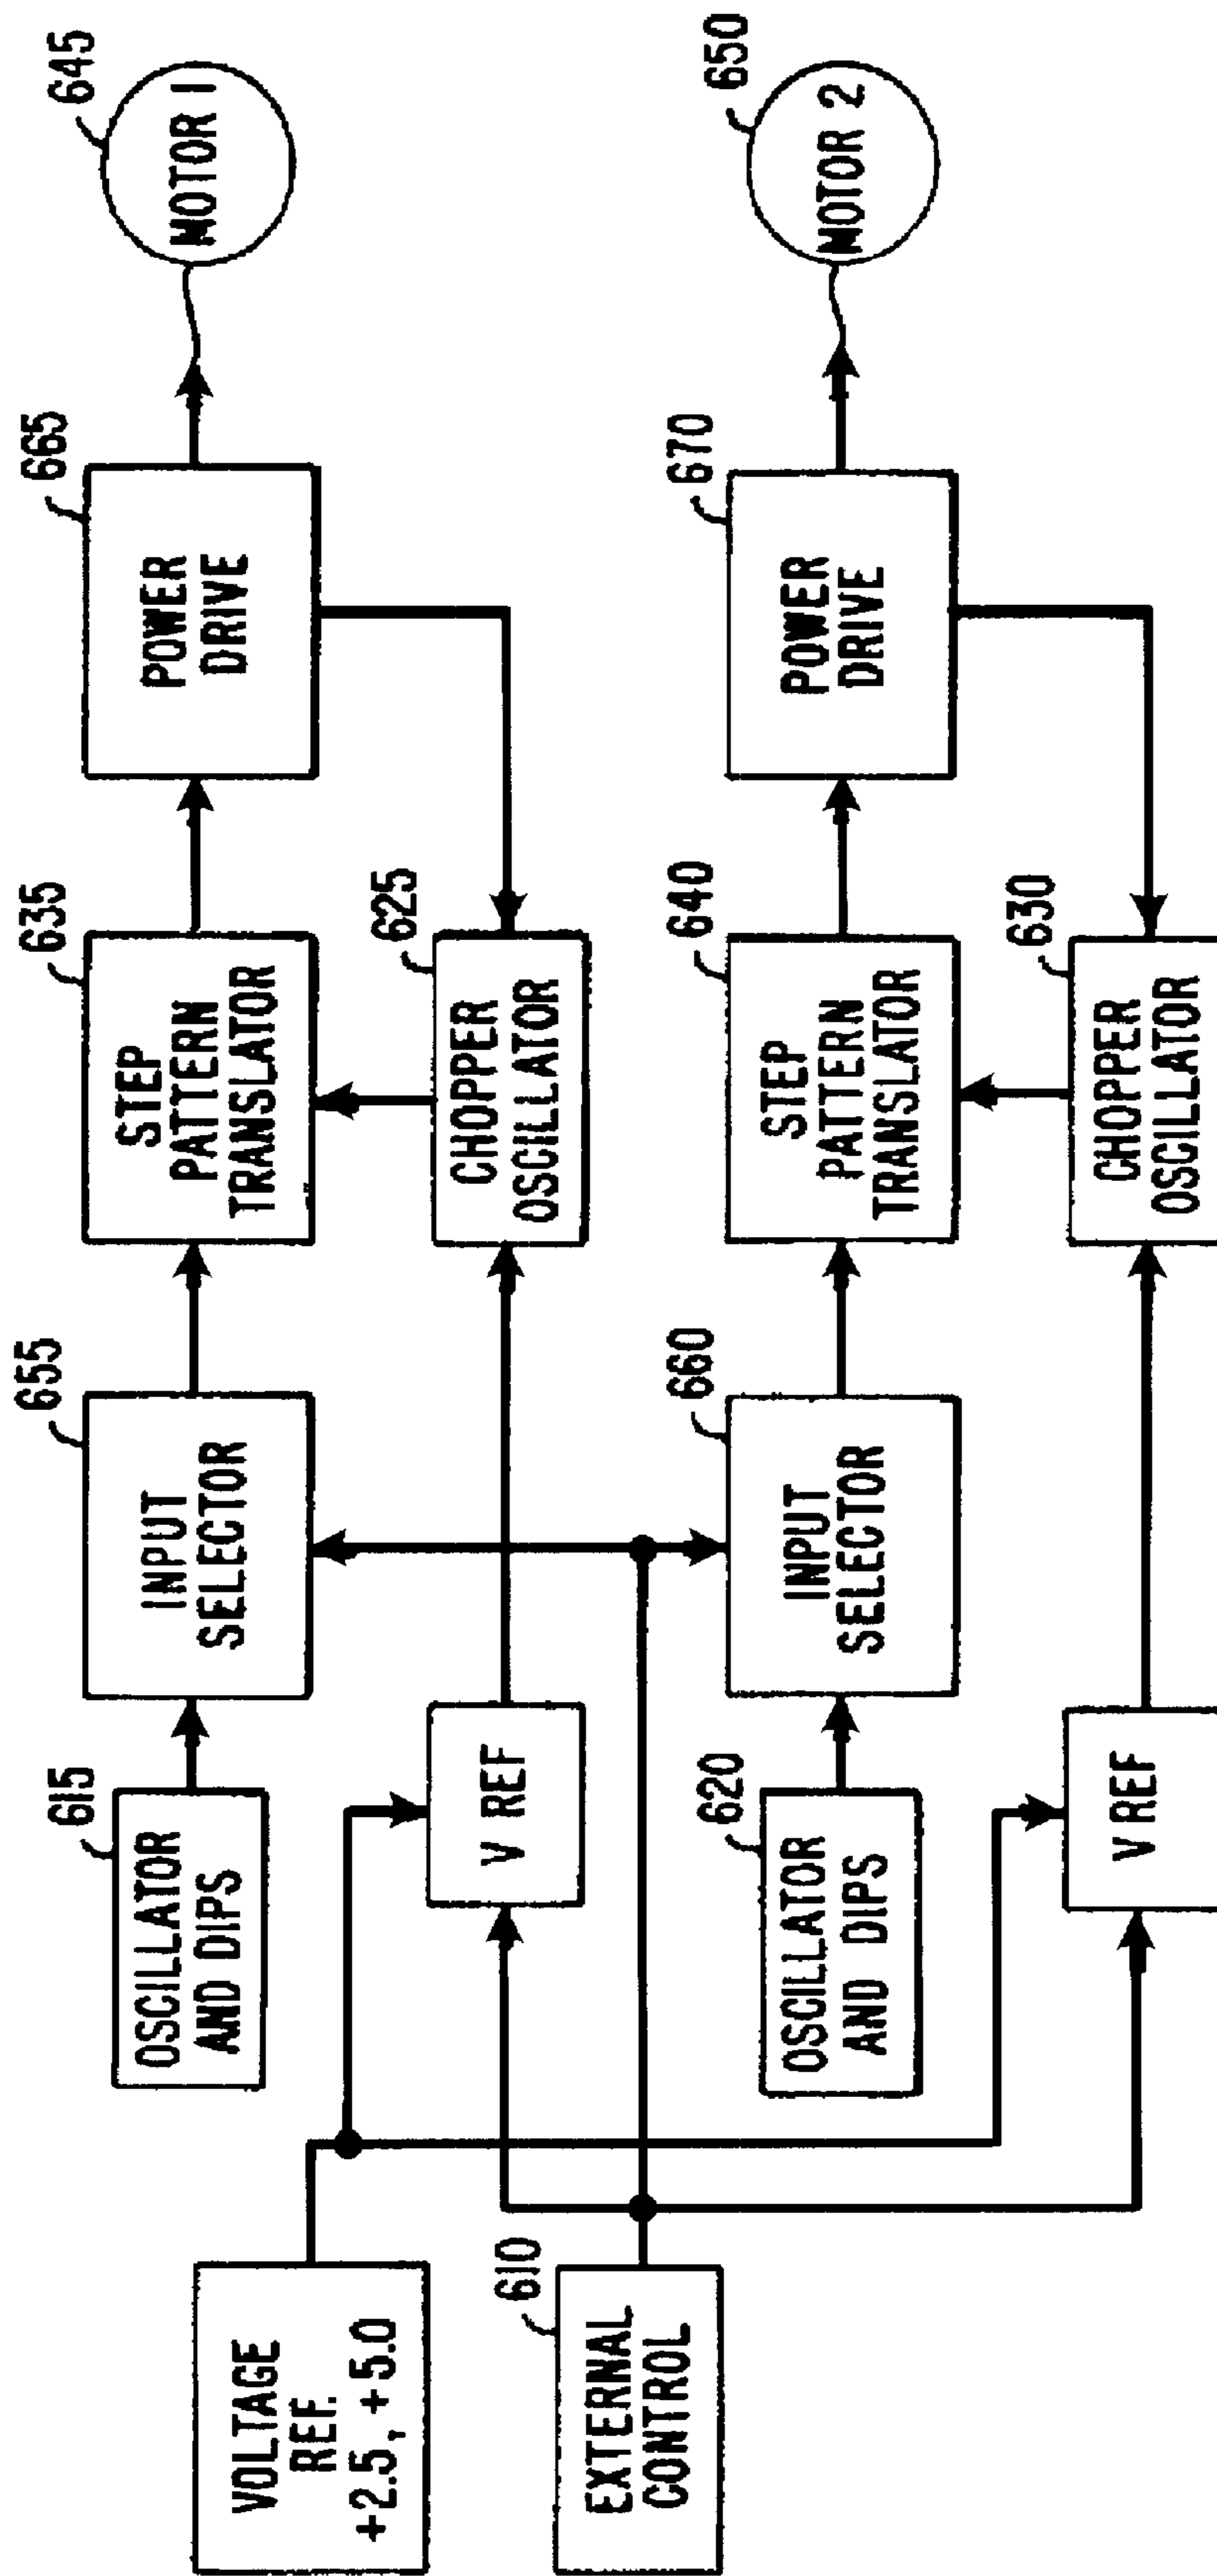 VOLTAGE
REF.
+2.5, +5.0
615
OSCILLATOR
AND DIPS
655
INPUT
SELECTOR
635
STEP
PATTERN
TRANSLATOR
665
POWER
DRIVE
645
MOTOR 1
V REF
625
CHOPPER
OSCILLATOR
610
EXTERNAL
CONTROL
620
OSCILLATOR
AND DIPS
660
INPUT
SELECTOR
640
STEP
PATTERN
TRANSLATOR
670
POWER
DRIVE
650
MOTOR 2
V REF
630
CHOPPER
OSCILLATOR